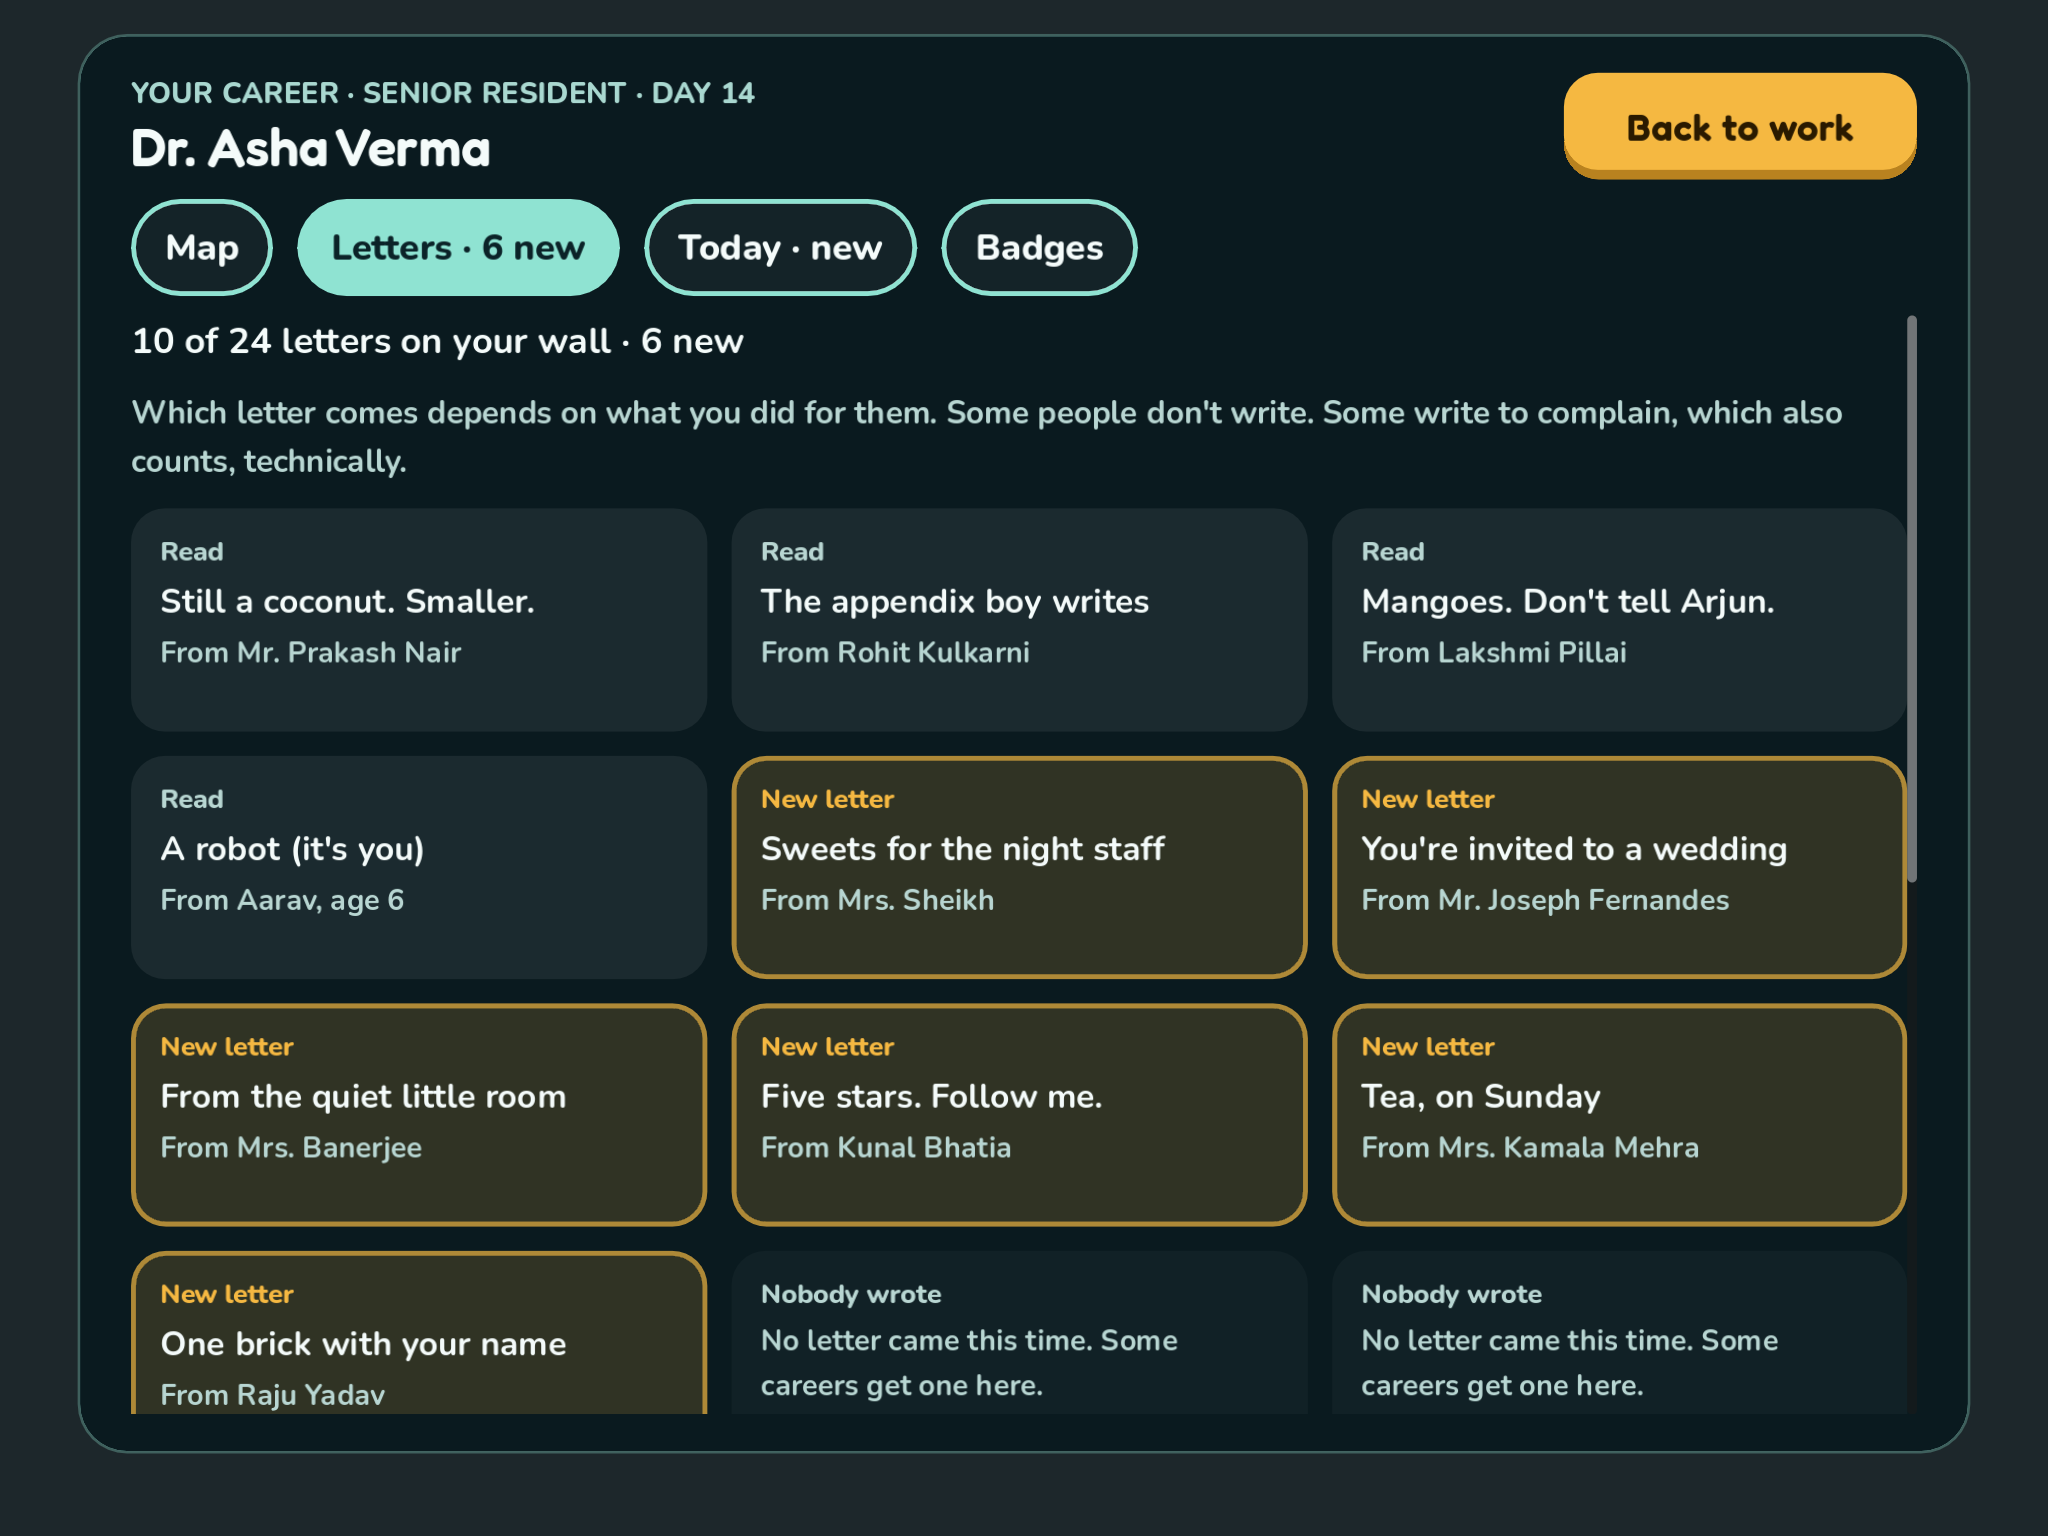 YOUR CAREER · SENIOR RESIDENT · DAY 14
Dr. Asha Verma
Back to work
Map
Letters · 6 new
Today · new
Badges
10 of 24 letters on your wall · 6 new
Which letter comes depends on what you did for them. Some people don't write. Some write to complain, which also
counts, technically.
Read
Still a coconut. Smaller.
From Mr. Prakash Nair
Read
The appendix boy writes
From Rohit Kulkarni
Read
Mangoes. Don't tell Arjun.
From Lakshmi Pillai
Read
A robot (it's you)
From Aarav, age 6
New letter
Sweets for the night staff
From Mrs. Sheikh
New letter
You're invited to a wedding
From Mr. Joseph Fernandes
New letter
From the quiet little room
From Mrs. Banerjee
New letter
Five stars. Follow me.
From Kunal Bhatia
New letter
Tea, on Sunday
From Mrs. Kamala Mehra
New letter
One brick with your name
From Raju Yadav
Nobody wrote
No letter came this time. Some
careers get one here.
Nobody wrote
No letter came this time. Some
careers get one here.